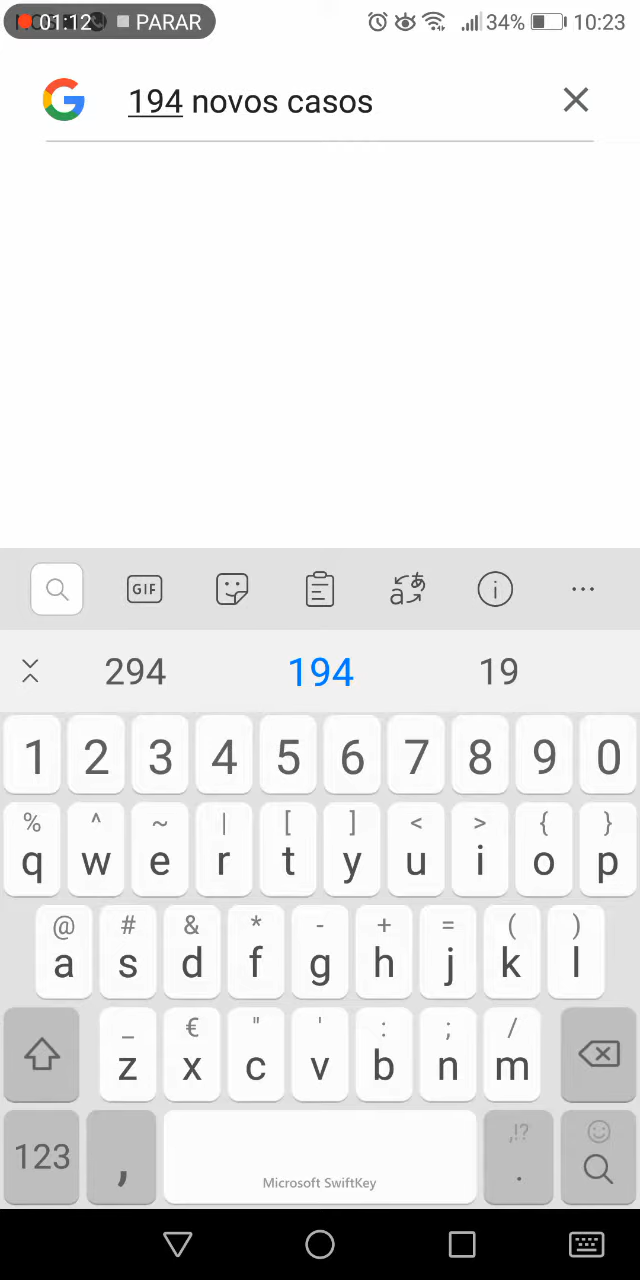 01:12 PARAR 34% 10:23
194 novos casos
GIF
294 194 19
1 2 3 4 5 6 7 8 9 0
% ^ ~ | [ ] < > { }
q w e r t y u i o p
@ # & * - + = ( )
a s d f g h j k l
_ € " ' : ; /
z x c v b n m
123 , Microsoft SwiftKey ,!? .